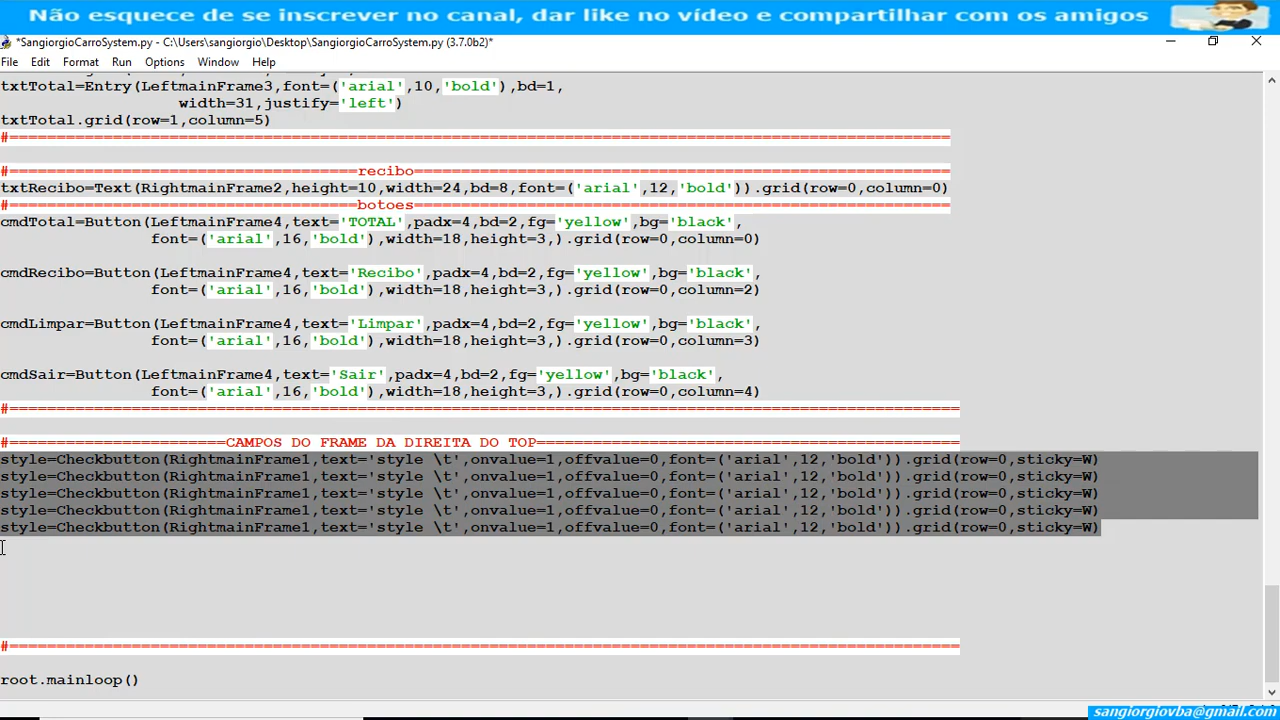 Não esquece de se inscrever no canal, dar like no vídeo e compartilhar com os amigos
*SangiorgioCarroSystem.py - C:\Users\sangiorgio\Desktop\SangiorgioCarroSystem.py (3.7.0b2)*
File Edit Format Run Options Window Help
txtTotal=Entry(LeftmainFrame3,font=('arial',10,'bold'),bd=1,
width=31,justify='left')
txtTotal.grid(row=1,column=5)
#====================================================================================================
#=====================================recibo=========================================================
txtRecibo=Text(RightmainFrame2,height=10,width=24,bd=8,font=('arial',12,'bold')).grid(row=0,column=0)
#=====================================botoes=========================================================
cmdTotal=Button(LeftmainFrame4,text='TOTAL',padx=4,bd=2,fg='yellow',bg='black',
font=('arial',16,'bold'),width=18,height=3,).grid(row=0,column=0)
cmdRecibo=Button(LeftmainFrame4,text='Recibo',padx=4,bd=2,fg='yellow',bg='black',
font=('arial',16,'bold'),width=18,height=3,).grid(row=0,column=2)
cmdLimpar=Button(LeftmainFrame4,text='Limpar',padx=4,bd=2,fg='yellow',bg='black',
font=('arial',16,'bold'),width=18,height=3,).grid(row=0,column=3)
cmdSair=Button(LeftmainFrame4,text='Sair',padx=4,bd=2,fg='yellow',bg='black',
font=('arial',16,'bold'),width=18,height=3,).grid(row=0,column=4)
#=====================================================================================================
#=======================CAMPOS DO FRAME DA DIREITA DO TOP=============================================
style=Checkbutton(RightmainFrame1,text='style \t',onvalue=1,offvalue=0,font=('arial',12,'bold')).grid(row=0,sticky=W)
style=Checkbutton(RightmainFrame1,text='style \t',onvalue=1,offvalue=0,font=('arial',12,'bold')).grid(row=0,sticky=W)
style=Checkbutton(RightmainFrame1,text='style \t',onvalue=1,offvalue=0,font=('arial',12,'bold')).grid(row=0,sticky=W)
style=Checkbutton(RightmainFrame1,text='style \t',onvalue=1,offvalue=0,font=('arial',12,'bold')).grid(row=0,sticky=W)
style=Checkbutton(RightmainFrame1,text='style \t',onvalue=1,offvalue=0,font=('arial',12,'bold')).grid(row=0,sticky=W)
#=====================================================================================================
root.mainloop()
sangiorgiovba@gmail.com